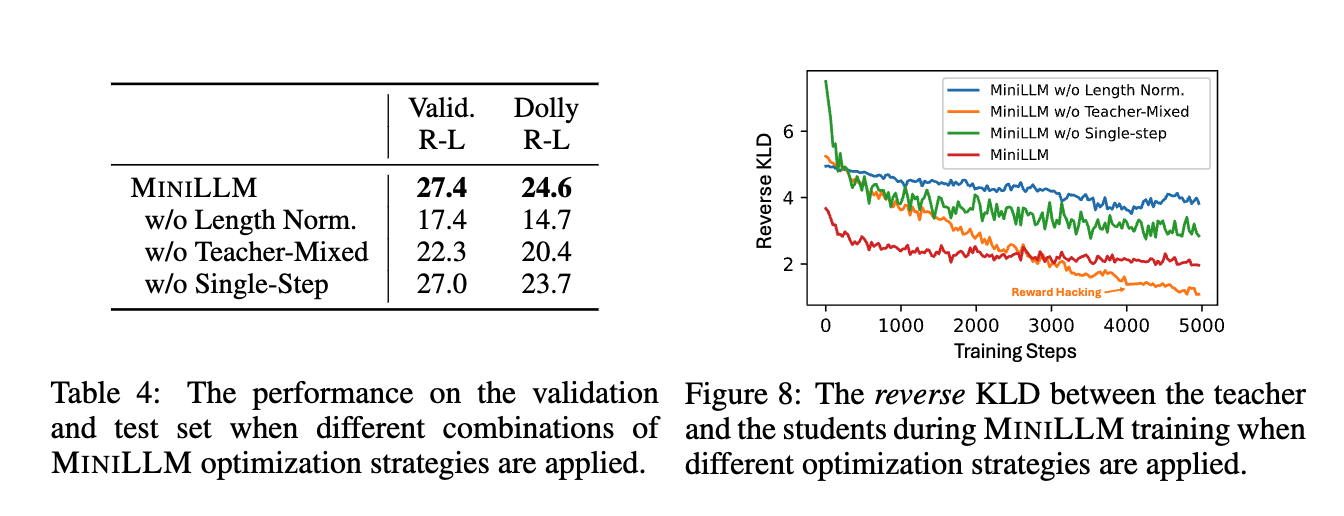 Valid. Dolly
R-L R-L
MINILLM 27.4 24.6
w/o Length Norm. 17.4 14.7
w/o Teacher-Mixed 22.3 20.4
w/o Single-Step 27.0 23.7
Table 4: The performance on the validation
and test set when different combinations of
MINILLM optimization strategies are applied.
MiniLLM w/o Length Norm.
MiniLLM w/o Teacher-Mixed
MiniLLM w/o Single-step
MiniLLM
Reverse KLD
6
4
2
Reward Hacking
0 1000 2000 3000 4000 5000
Training Steps
Figure 8: The reverse KLD between the teacher
and the students during MINILLM training when
different optimization strategies are applied.